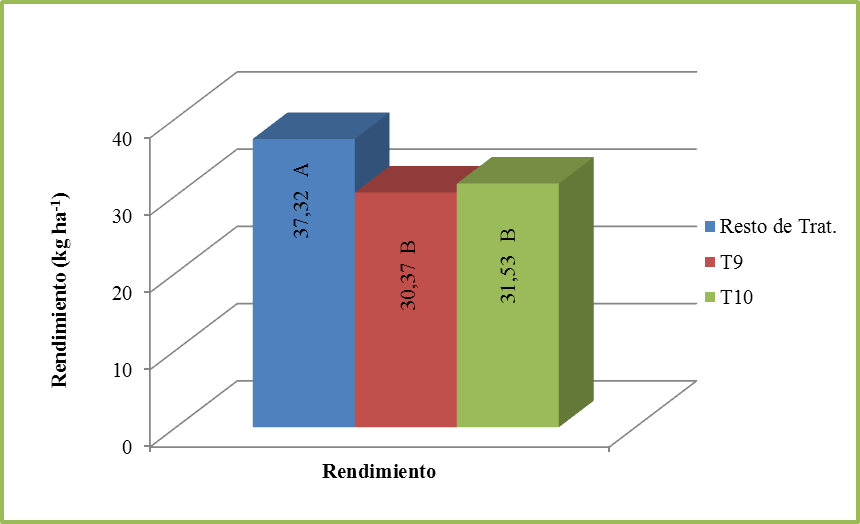 Rendimiento (kg ha-1)
40
30
20
10
0
37,32 A
30,37 B
31,53 B
Rendimiento
Resto de Trat.
T9
T10